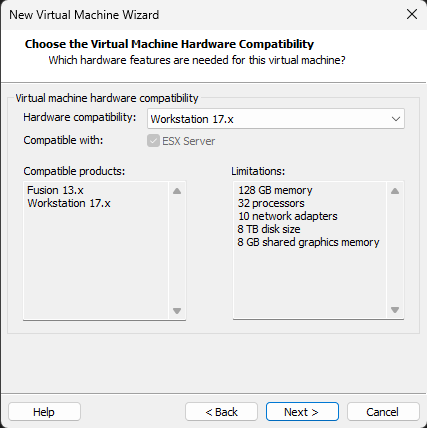 New Virtual Machine Wizard
Choose the Virtual Machine Hardware Compatibility
Which hardware features are needed for this virtual machine?
Virtual machine hardware compatibility
Hardware compatibility: Workstation 17.x
Compatible with: ESX Server
Compatible products:
Fusion 13.x
Workstation 17.x
Limitations:
128 GB memory
32 processors
10 network adapters
8 TB disk size
8 GB shared graphics memory
Help < Back Next > Cancel